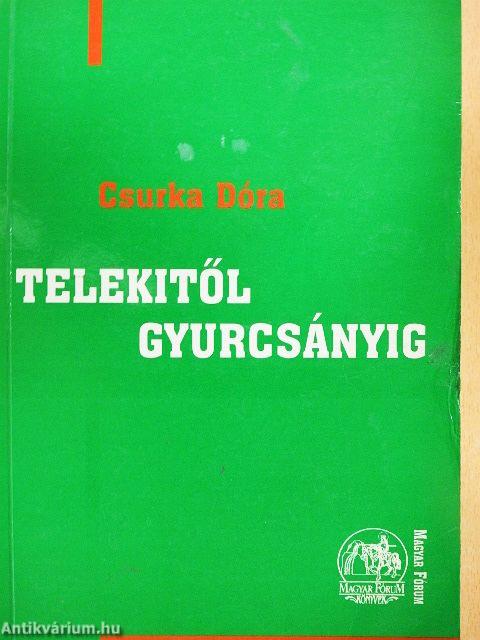 Csurka Dóra
TELEKITŐL
GYURCSÁNYIG
MAGYAR FÓRUM
KÖNYVEK
MAGYAR FÓRUM
Antikvárium.hu